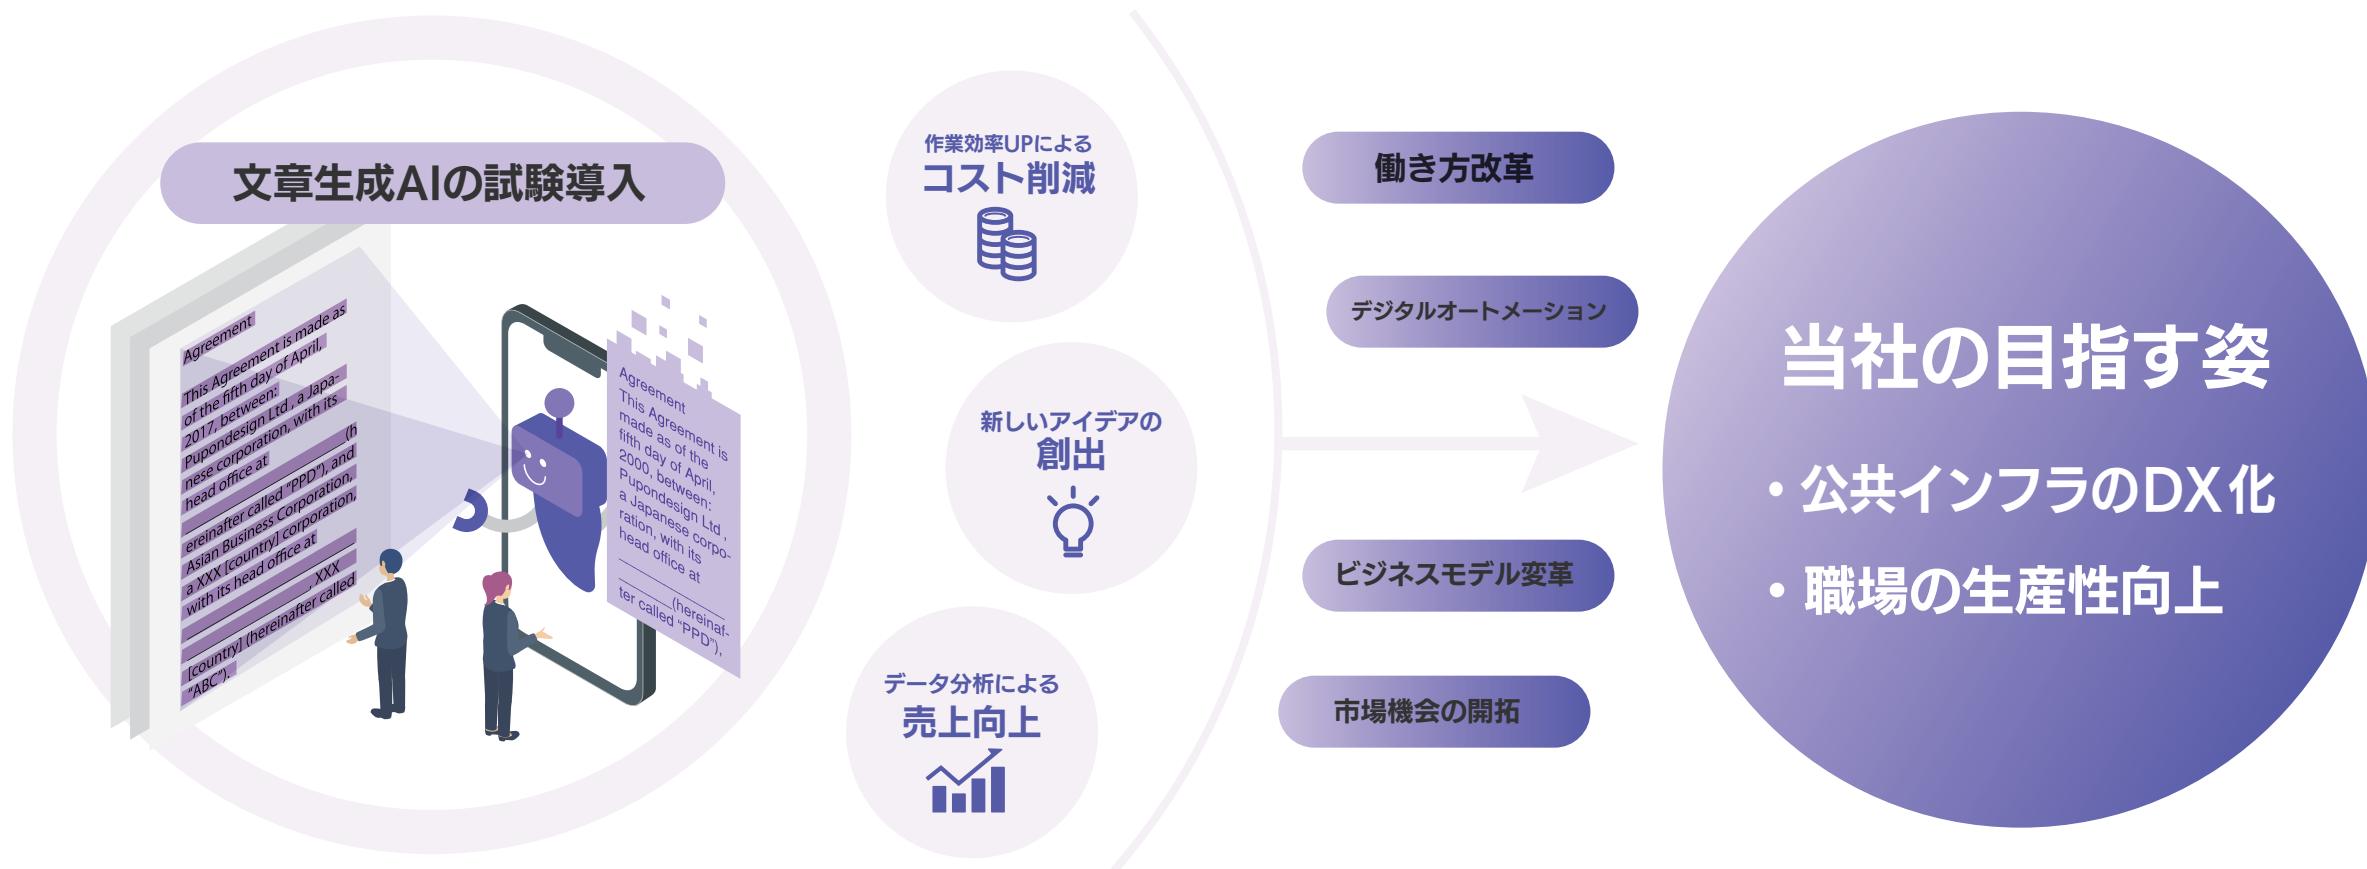 文章生成AIの試験導入
Agreement
This Agreement is made as
of the fifth day of April,
2017, between:
Pupondesign Ltd , a Japa-
nese corporation, with its
head office at
(h
ereinafter called “PPD”), and
Asian Business Corporation,
a XXX [country] corporation,
with its head office at
, XXX
[country] (hereinafter called
“ABC”).
Agreement
This Agreement is
made as of the
fifth day of April,
2000, between:
Pupondesign Ltd ,
a Japanese corpo-
ration, with its
head office at
(hereinaf-
ter called “PPD”),
作業効率UPによる
コスト削減
新しいアイデアの
創出
データ分析による
売上向上
働き方改革
デジタルオートメーション
ビジネスモデル変革
市場機会の開拓
当社の目指す姿
・公共インフラのDX化
・職場の生産性向上